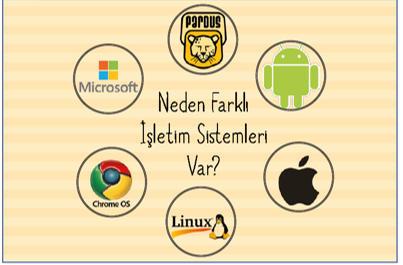 PARDUS
Microsoft
Neden Farklı
İşletim Sistemleri
Var?
Chrome OS
Linux